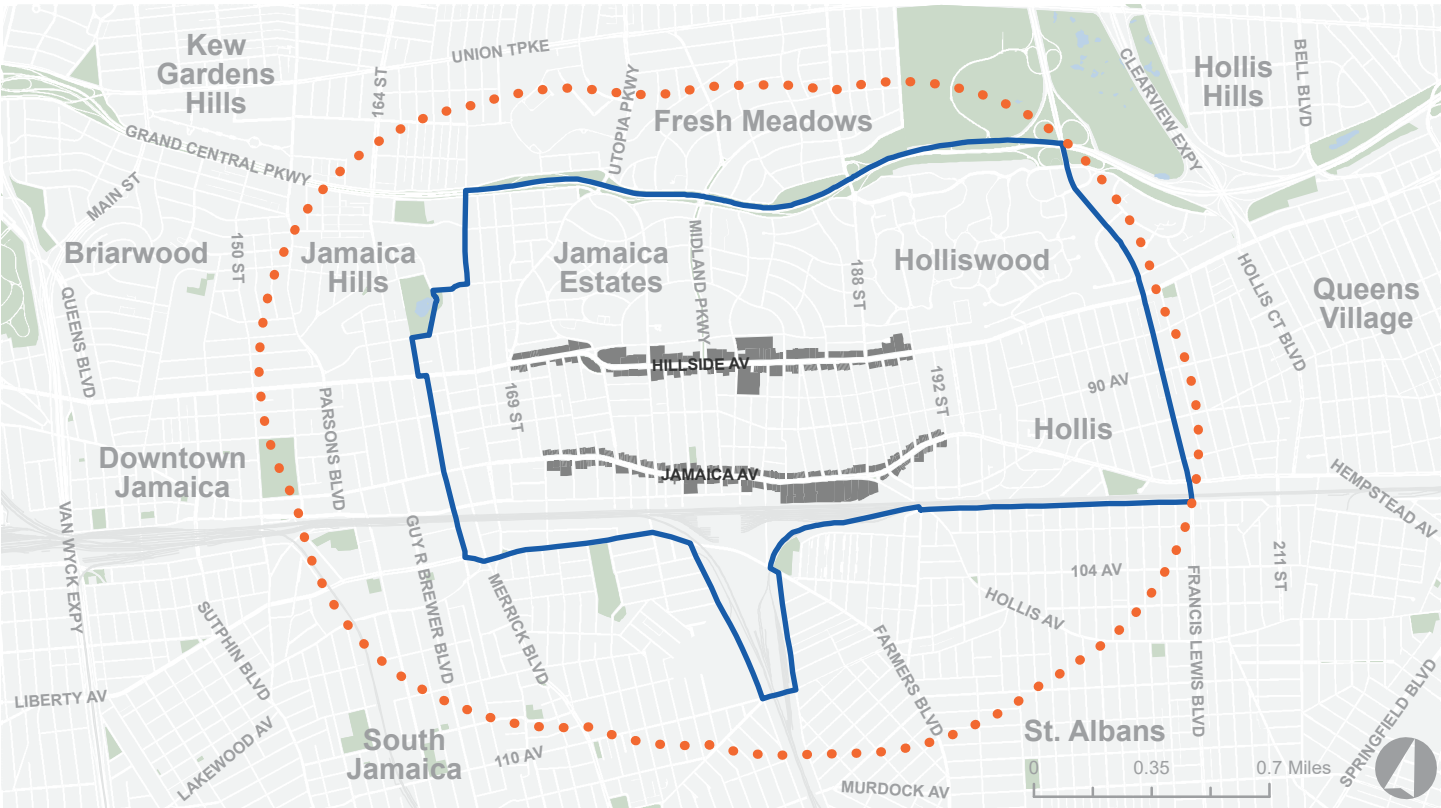 Kew
Gardens
Hills
UNION TPKE
164 ST
UTOPIA PKWY
CLEARVIEW EXPY
Hollis
Hills
BELL BLVD
Fresh Meadows
GRAND CENTRAL PKWY
MAIN ST
Briarwood
150 ST
Jamaica
Hills
Jamaica
Estates
MIDLAND PKWY
188 ST
Holliswood
HOLLIS CT BLVD
Queens
Village
QUEENS BLVD
HILLSIDE AV
169 ST
192 ST
90 AV
PARSONS BLVD
Hollis
Downtown
Jamaica
JAMAICA AV
HEMPSTEAD AV
VAN WYCK EXPY
GUY R BREWER BLVD
MERRICK BLVD
104 AV
211 ST
HOLLIS AV
FRANCIS LEWIS BLVD
SUTPHIN BLVD
FARMERS BLVD
LIBERTY AV
LAKEWOOD AV
South
Jamaica
110 AV
St. Albans
SPRINGFIELD BLVD
MURDOCK AV
0 0.35 0.7 Miles